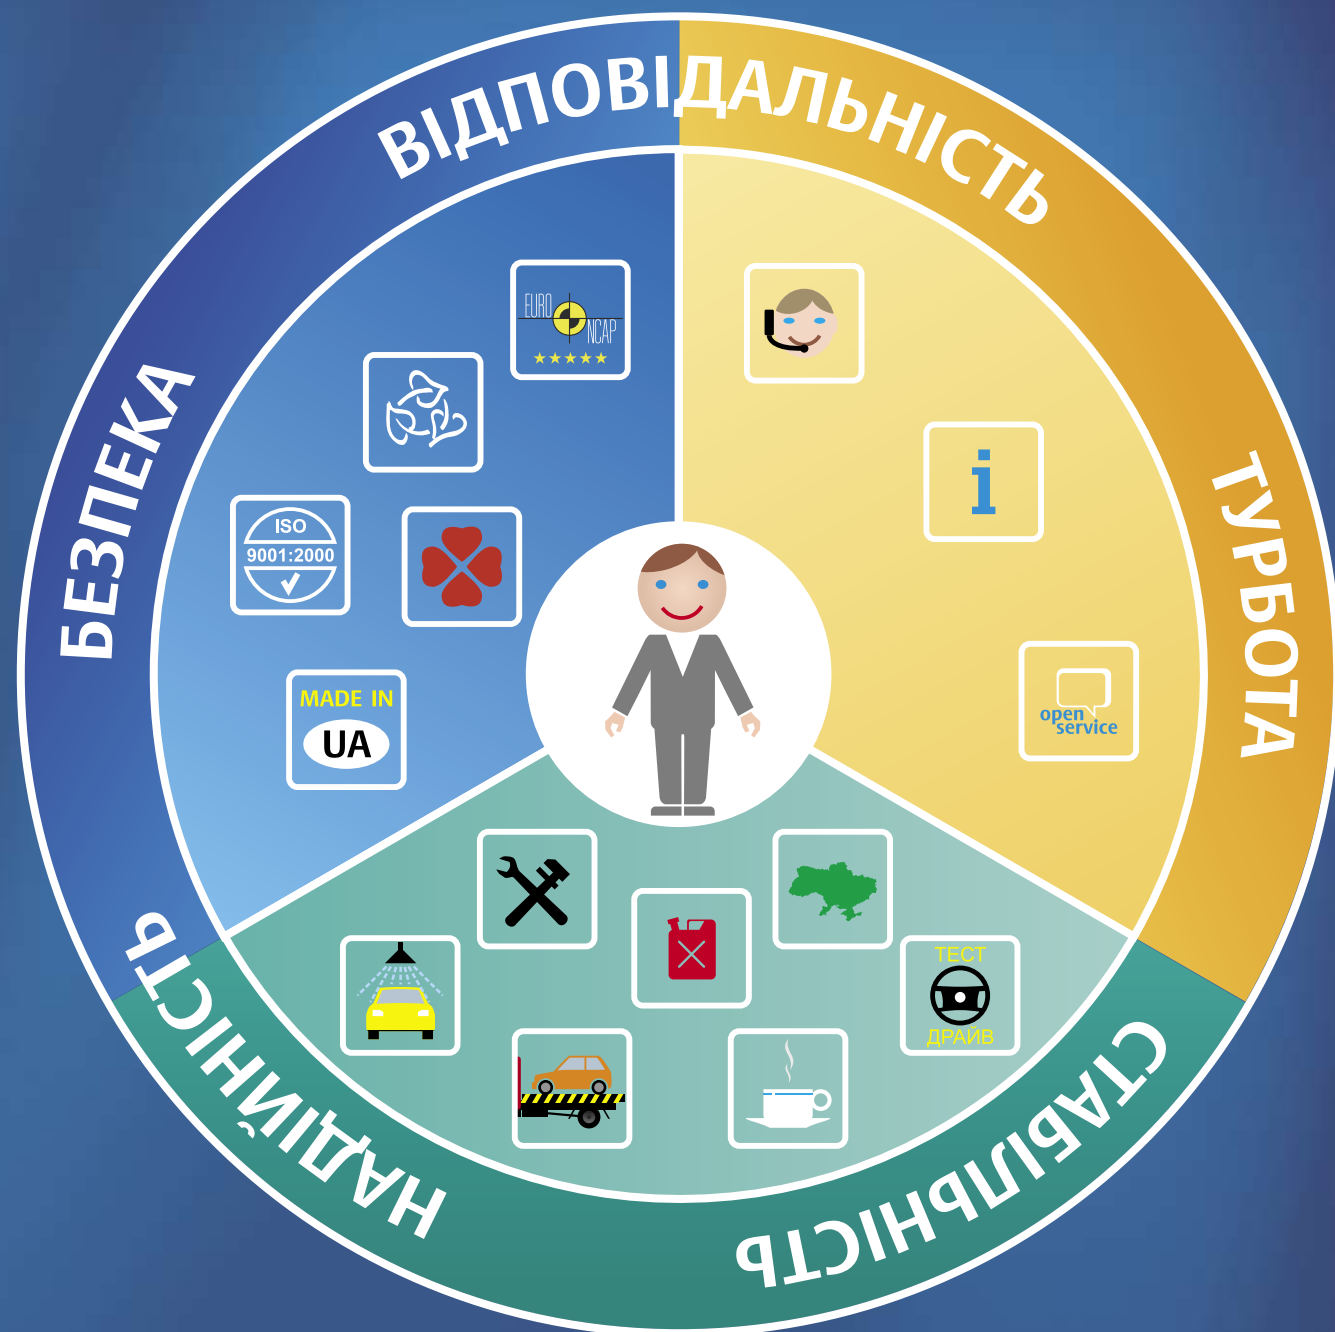 ВІДПОВІДАЛЬНІСТЬ
ТУРБОТА
СТАБІЛЬНІСТЬ
НАДІЙНІСТЬ
БЕЗПЕКА
EURO
NCAP
ISO
9001:2000
MADE IN
UA
i
open
service
ТЕСТ
ДРАЙВ